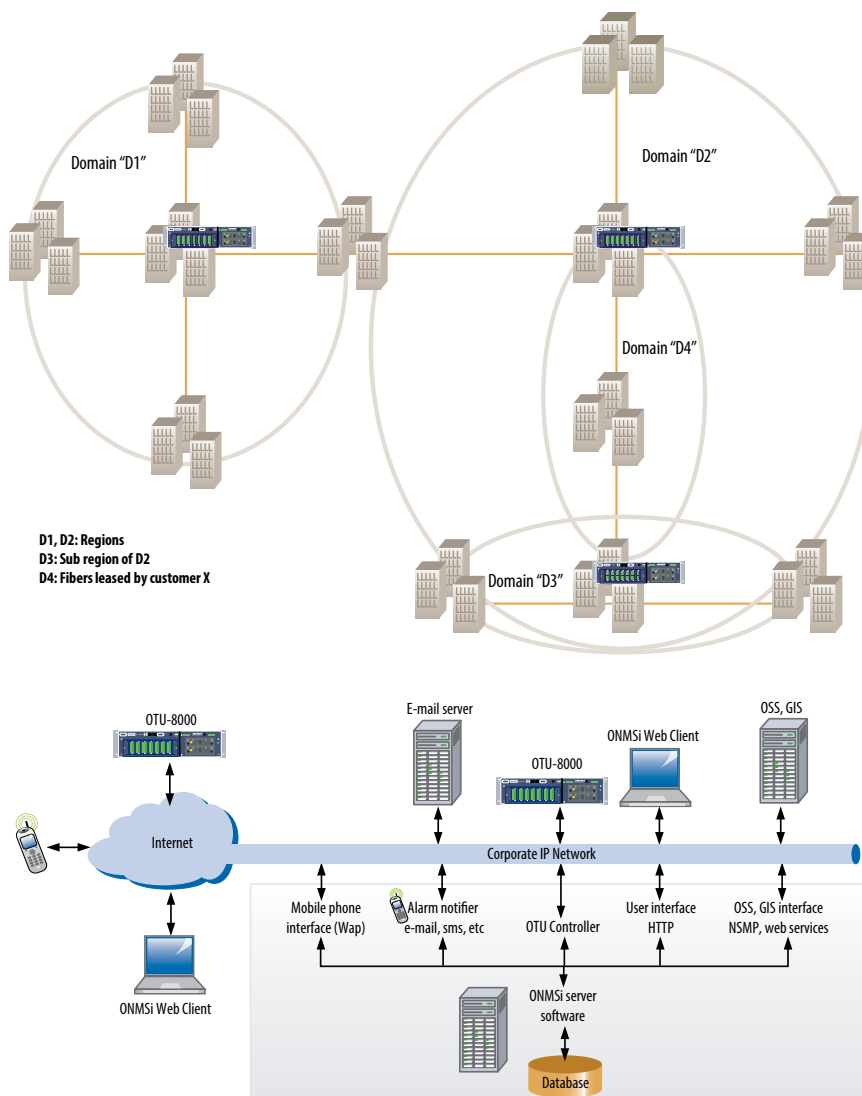 Domain “D1”
Domain “D2”
Domain “D4”
Domain “D3”
D1, D2: Regions
D3: Sub region of D2
D4: Fibers leased by customer X
OTU-8000
E-mail server
OTU-8000
ONMSi Web Client
OSS, GIS
Internet
Corporate IP Network
Mobile phone
interface (Wap)
Alarm notifier
e-mail, sms, etc
OTU Controller
User interface
HTTP
OSS, GIS interface
NSMP, web services
ONMSi Web Client
ONMSi server
software
Database